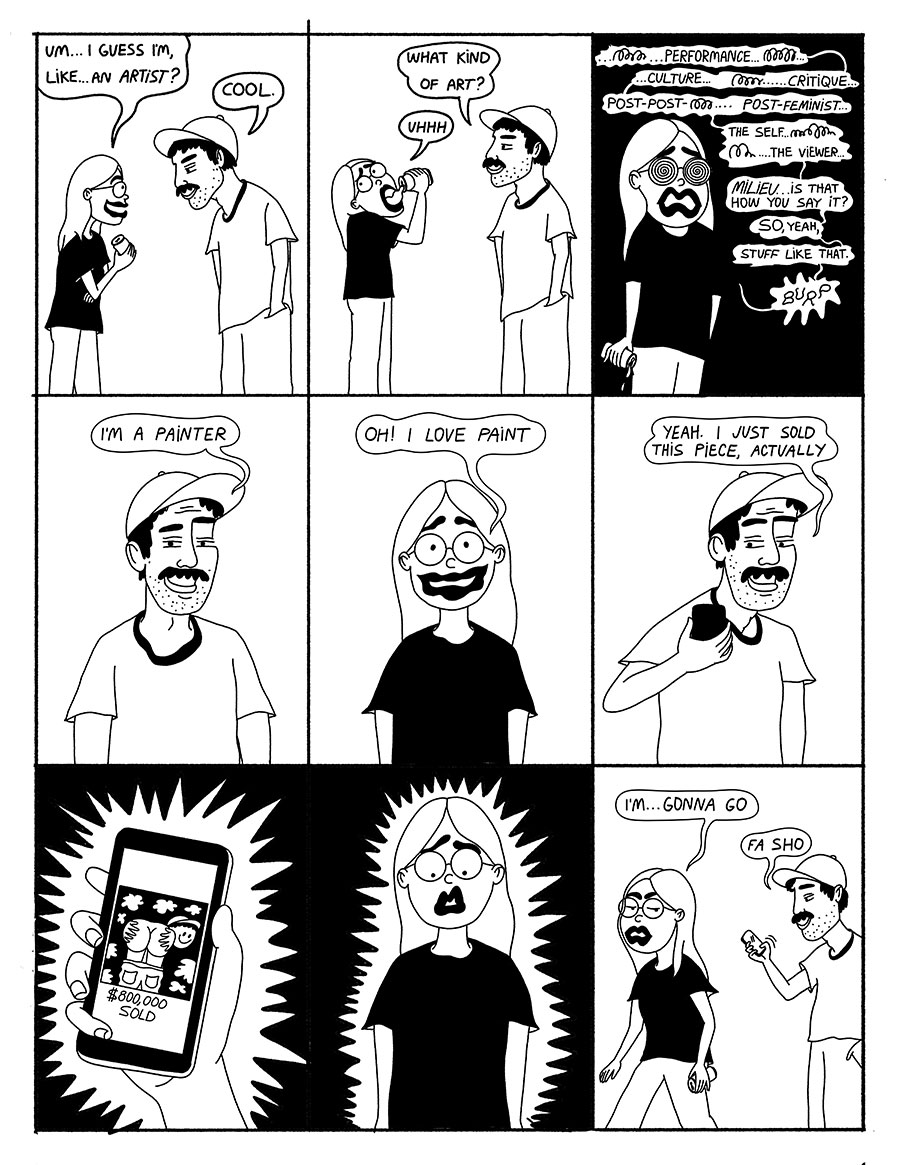 UM... I GUESS I'M,
LIKE... AN ARTIST?
COOL.
WHAT KIND
OF ART?
UHHH
... ...PERFORMANCE... ...
...CULTURE... ......CRITIQUE...
POST-POST- .... POST-FEMINIST...
THE SELF...
....THE VIEWER...
MILIEU...IS THAT
HOW YOU SAY IT?
SO, YEAH,
STUFF LIKE THAT.
BURP
I'M A PAINTER
OH! I LOVE PAINT
YEAH. I JUST SOLD
THIS PIECE, ACTUALLY
$800,000
SOLD
I'M...GONNA GO
FA SHO